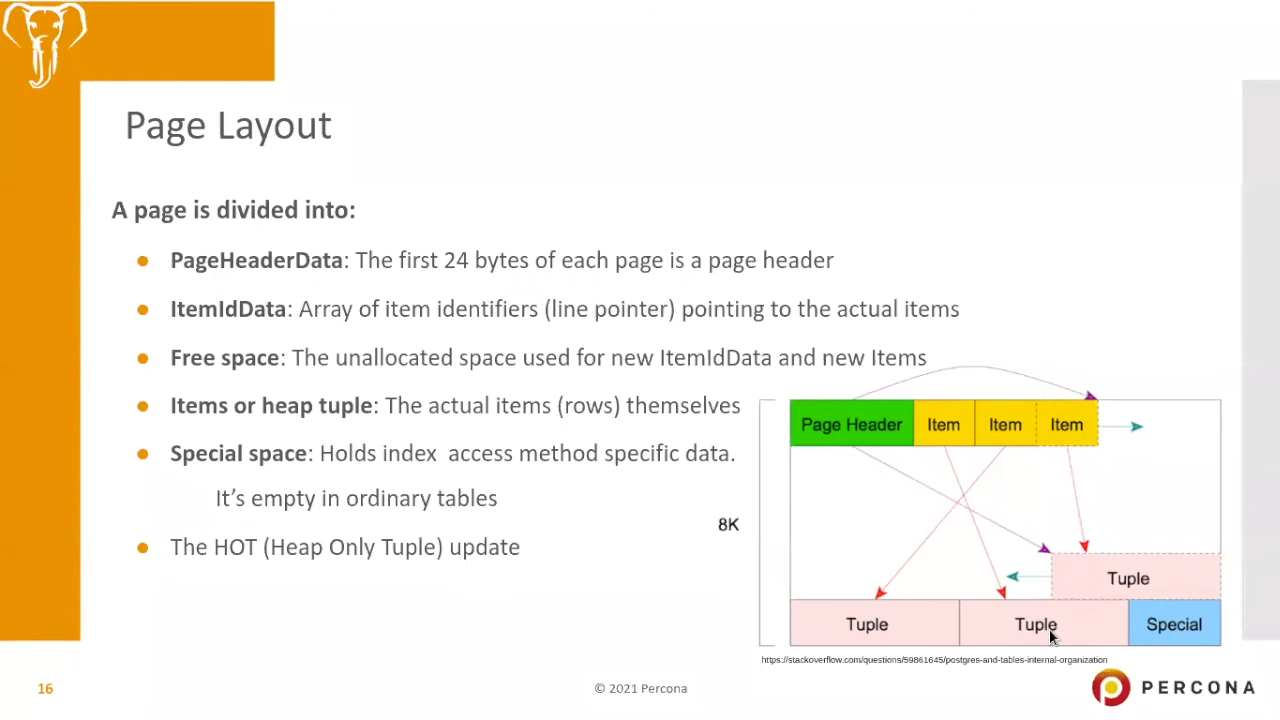 Page Layout
A page is divided into:
PageHeaderData: The first 24 bytes of each page is a page header
ItemIdData: Array of item identifiers (line pointer) pointing to the actual items
Free space: The unallocated space used for new ItemIdData and new Items
Items or heap tuple: The actual items (rows) themselves
Special space: Holds index access method specific data.
It's empty in ordinary tables
The HOT (Heap Only Tuple) update
Page Header Item Item Item
8K
Tuple
Tuple Tuple Special
https://stackoverflow.com/questions/59861645/postgres-and-tables-internal-organization
16 © 2021 Percona PERCONA